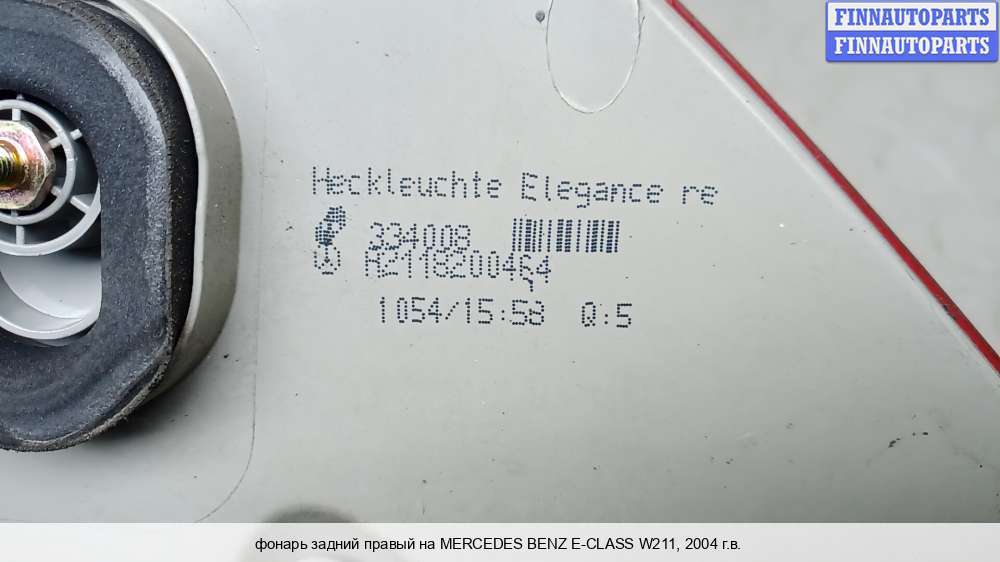 FINNAUTOPARTS
FINNAUTOPARTS
Heckleuchte Elegance re
334008
A2118200464
1054/15:58 Q:5
фонарь задний правый на MERCEDES BENZ E-CLASS W211, 2004 г.в.